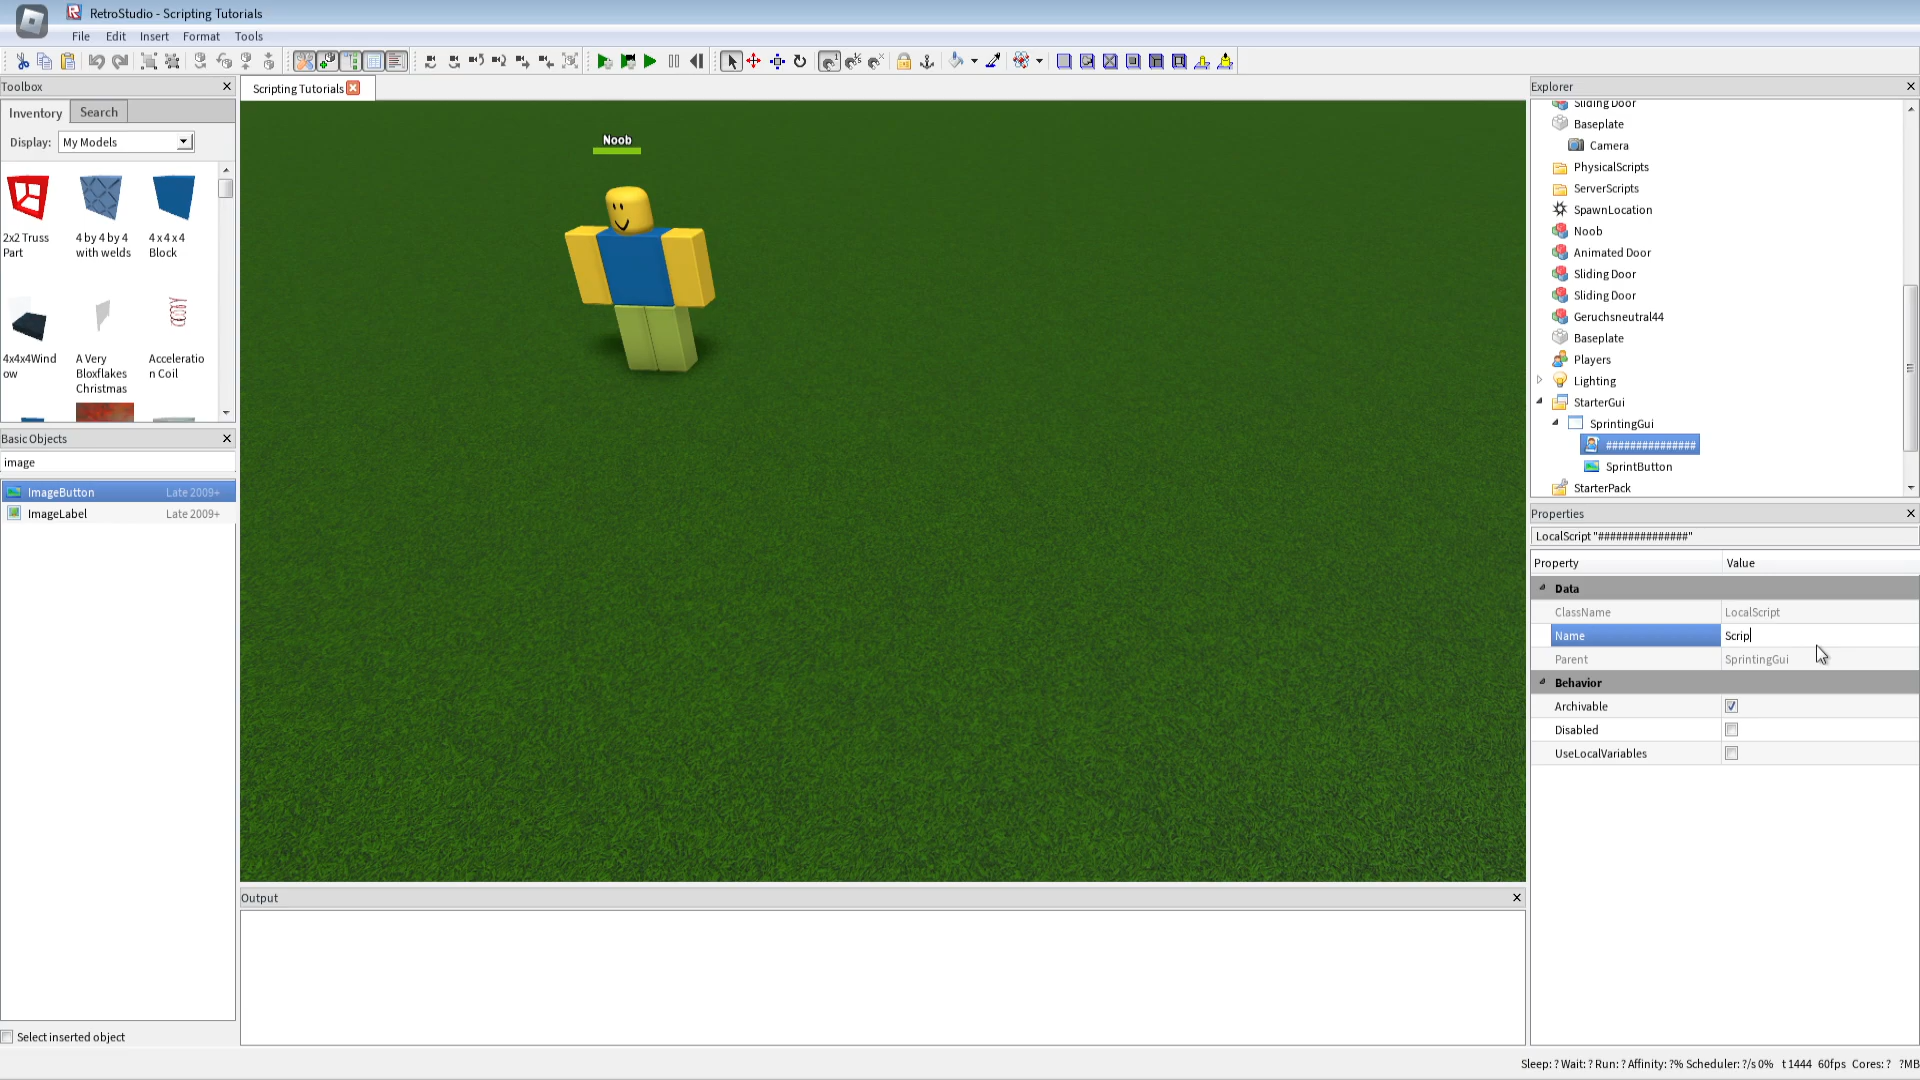 RetroStudio - Scripting Tutorials
File Edit Insert Format Tools
Toolbox
Inventory Search
Display: My Models
2x2 Truss Part
4 by 4 by 4 with welds
4 x 4 x 4 Block
4x4x4Wind ow
A Very Bloxflakes Christmas
Acceleratio n Coil
Basic Objects
image
ImageButton Late 2009+
ImageLabel Late 2009+
Select inserted object
Scripting Tutorials
Noob
Output
Explorer
Sliding Door
Baseplate
Camera
PhysicalScripts
ServerScripts
SpawnLocation
Noob
Animated Door
Sliding Door
Sliding Door
Geruchsneutral44
Baseplate
Players
Lighting
StarterGui
SprintingGui
###############
SprintButton
StarterPack
Properties
LocalScript "###############"
Property Value
Data
ClassName LocalScript
Name Scrip
Parent SprintingGui
Behavior
Archivable
Disabled
UseLocalVariables
Sleep: ? Wait: ? Run: ? Affinity: ?% Scheduler: ?/s 0% t 1444 60fps Cores: ? ?MB